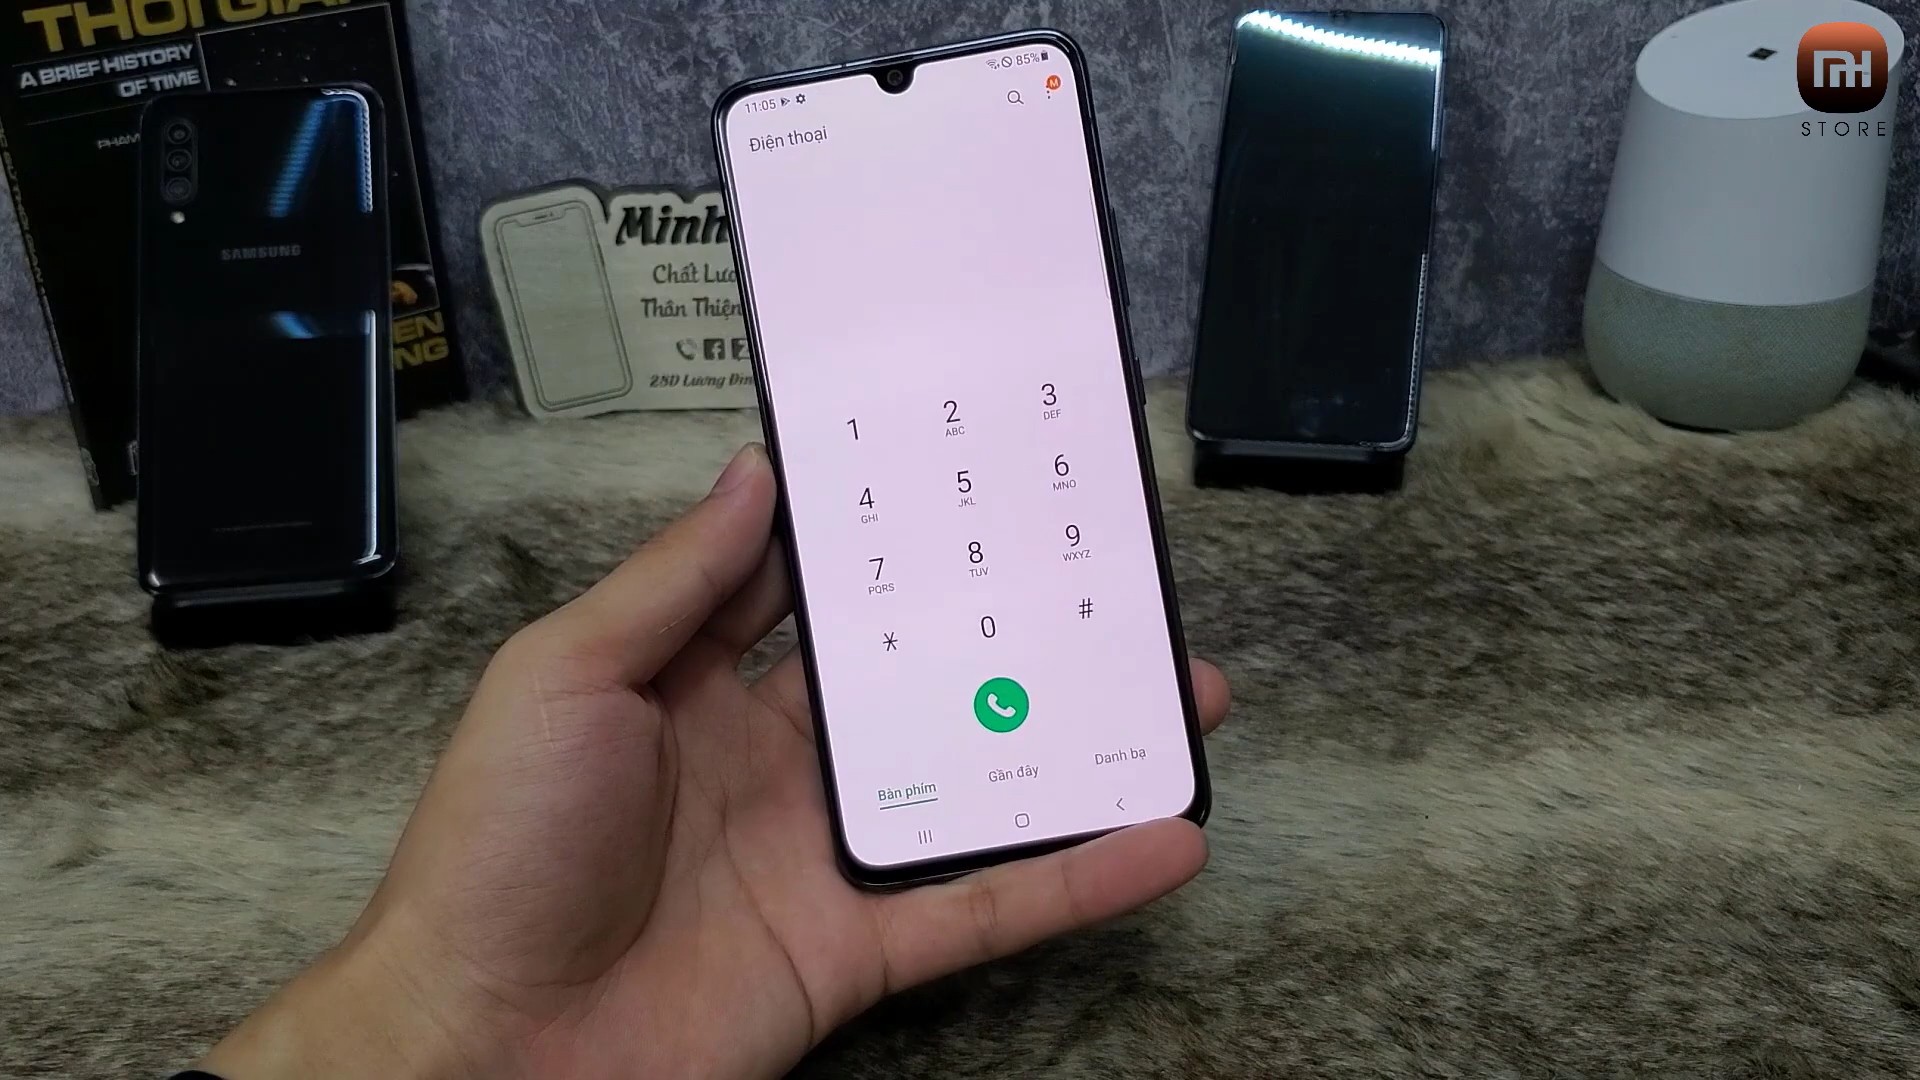 THỜI GIAN
A BRIEF HISTORY
OF TIME
SAMSUNG
Minh
Chất Lượ
Thân Thiện
28D Lương Đìn
11:05
85%
M
Điện thoại
1
2
ABC
3
DEF
4
GHI
5
JKL
6
MNO
7
PQRS
8
TUV
9
WXYZ
*
0
#
Bàn phím
Gần đây
Danh bạ
MH
STORE